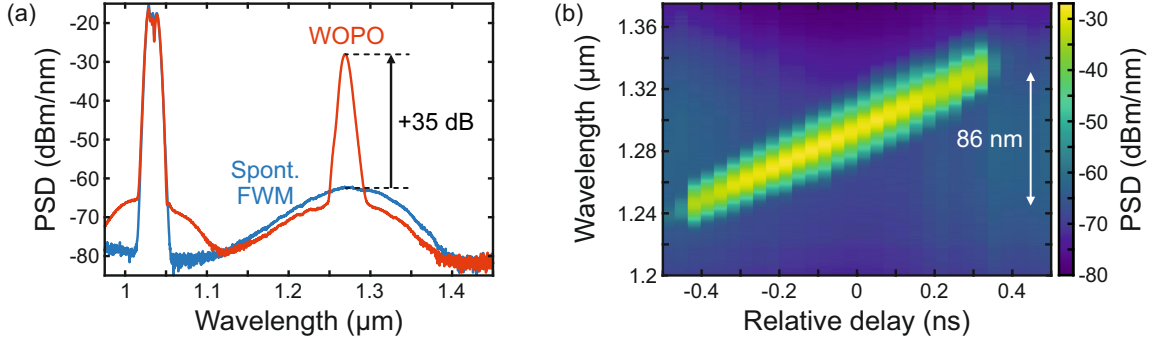 (a)
PSD (dBm/nm)
-20
-30
-40
-50
-60
-70
-80
WOPO
+35 dB
Spont.
FWM
1
1.1
1.2
1.3
1.4
Wavelength (μm)
(b)
Wavelength (μm)
1.36
1.32
1.28
1.24
1.2
86 nm
-0.4
-0.2
0
0.2
0.4
Relative delay (ns)
-30
-40
-50
-60
-70
-80
PSD (dBm/nm)